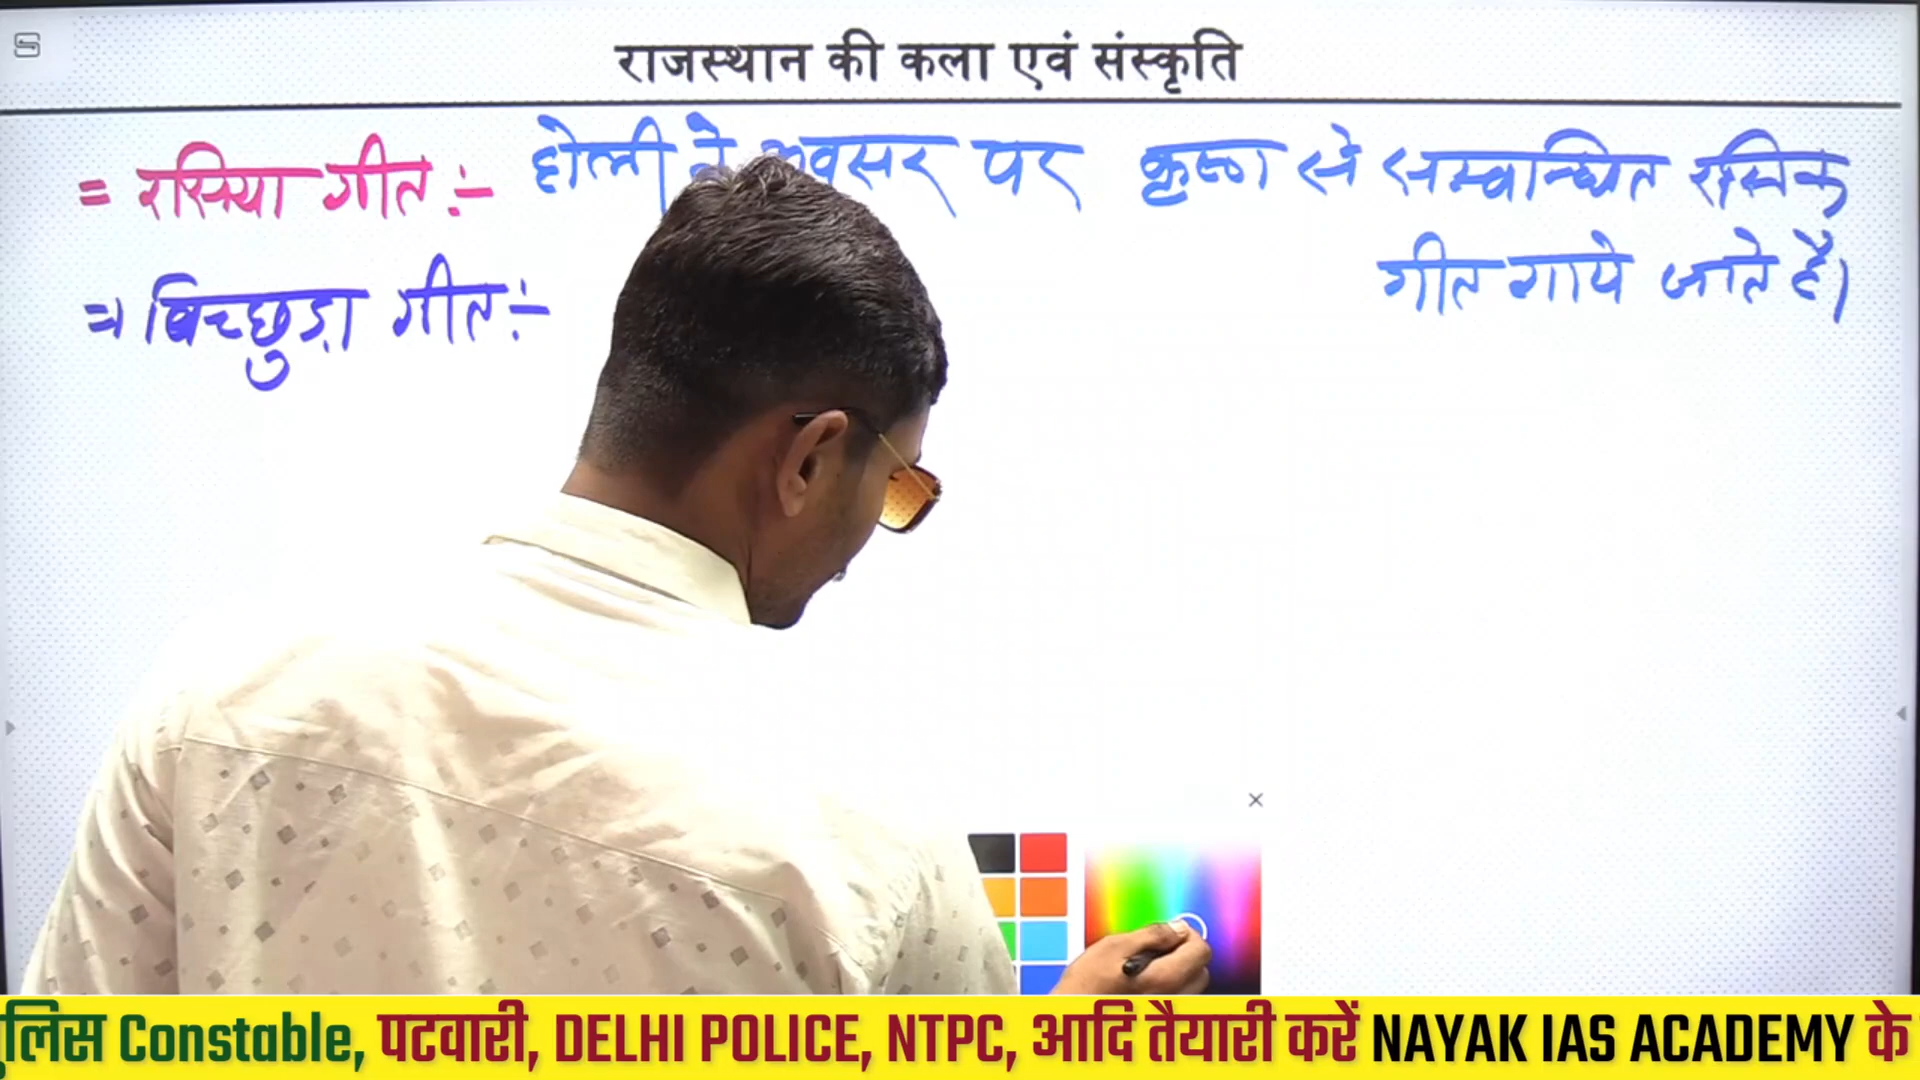 राजस्थान की कला एवं संस्कृति
= रसिया गीत :- होली के अवसर पर कृष्ण से सम्बन्धित रसिक
गीत गाये जाते है।
=> बिच्छुड़ा गीत :-
ुलिस Constable, पटवारी, DELHI POLICE, NTPC, आदि तैयारी करें NAYAK IAS ACADEMY के